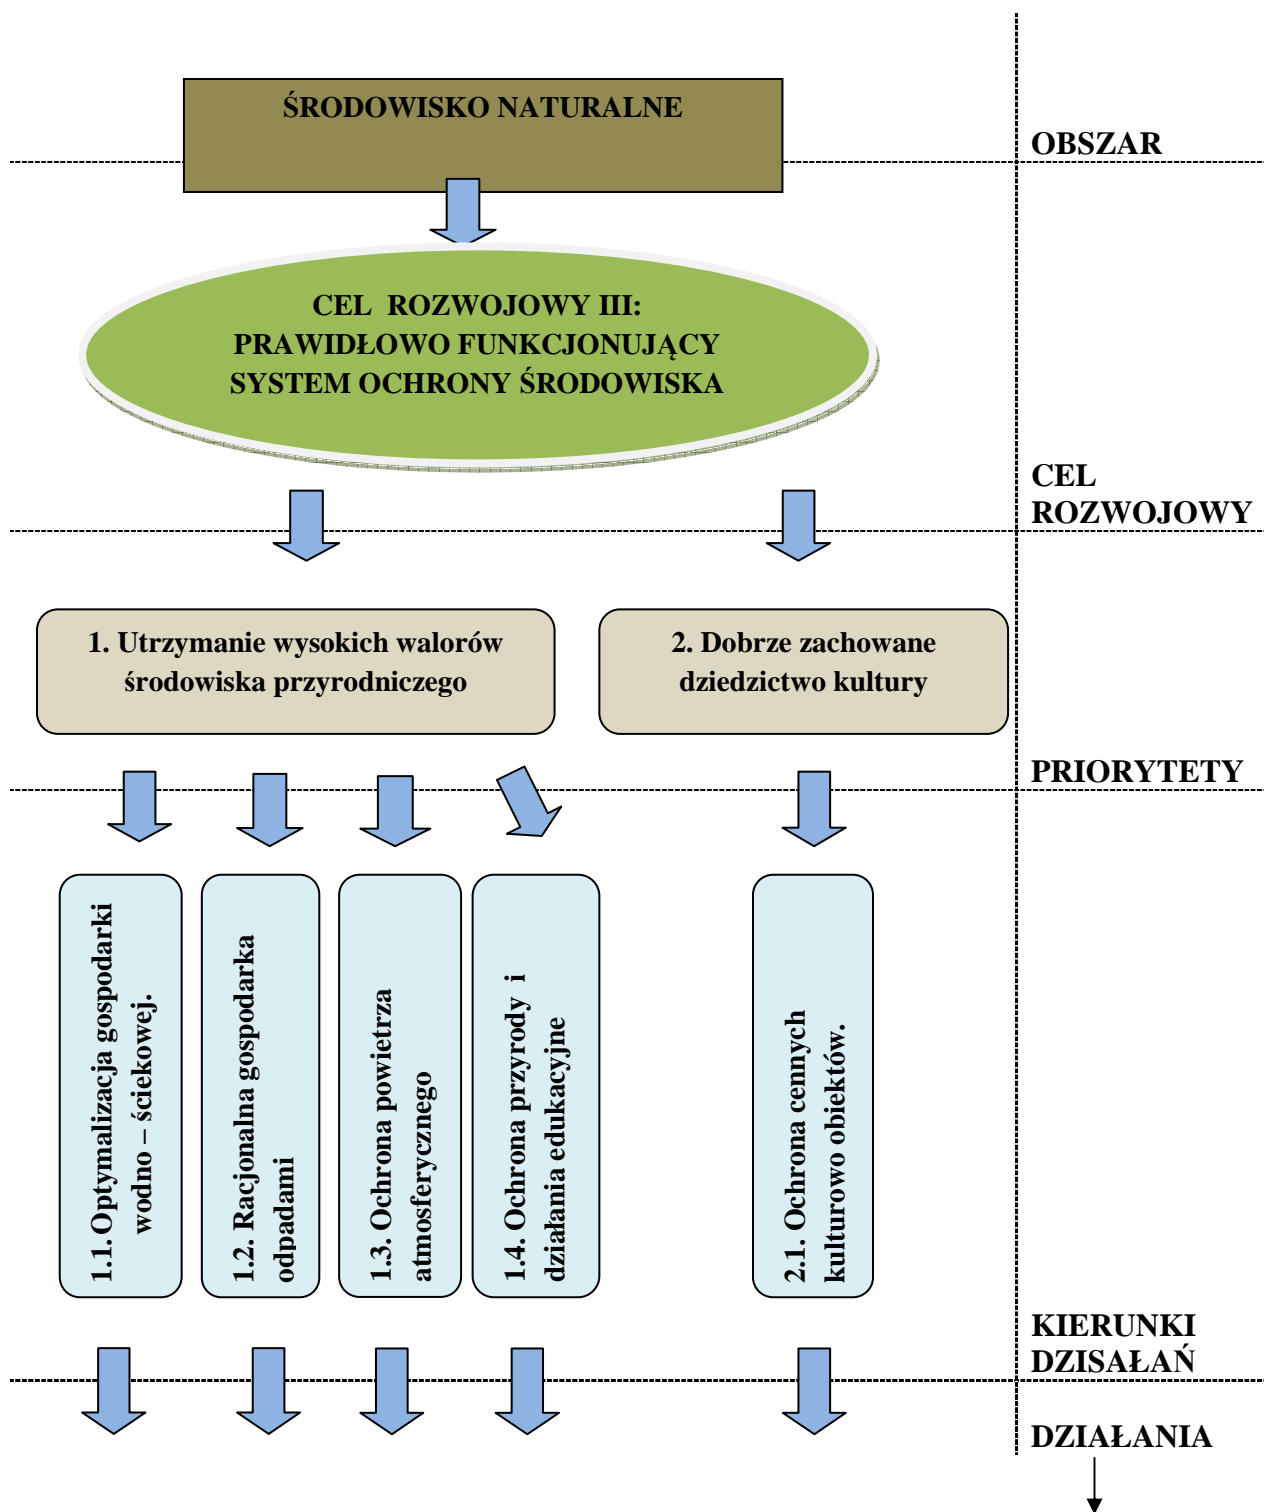 ŚRODOWISKO NATURALNE
OBSZAR
CEL ROZWOJOWY III:
PRAWIDŁOWO FUNKCJONUJĄCY
SYSTEM OCHRONY ŚRODOWISKA
CEL
ROZWOJOWY
1. Utrzymanie wysokich walorów
środowiska przyrodniczego
2. Dobrze zachowane
dziedzictwo kultury
PRIORYTETY
1.1. Optymalizacja gospodarki
wodno – ściekowej.
1.2. Racjonalna gospodarka
odpadami
1.3. Ochrona powietrza
atmosferycznego
1.4. Ochrona przyrody i
działania edukacyjne
2.1. Ochrona cennych
kulturowo obiektów.
KIERUNKI
DZISAŁAŃ
DZIAŁANIA